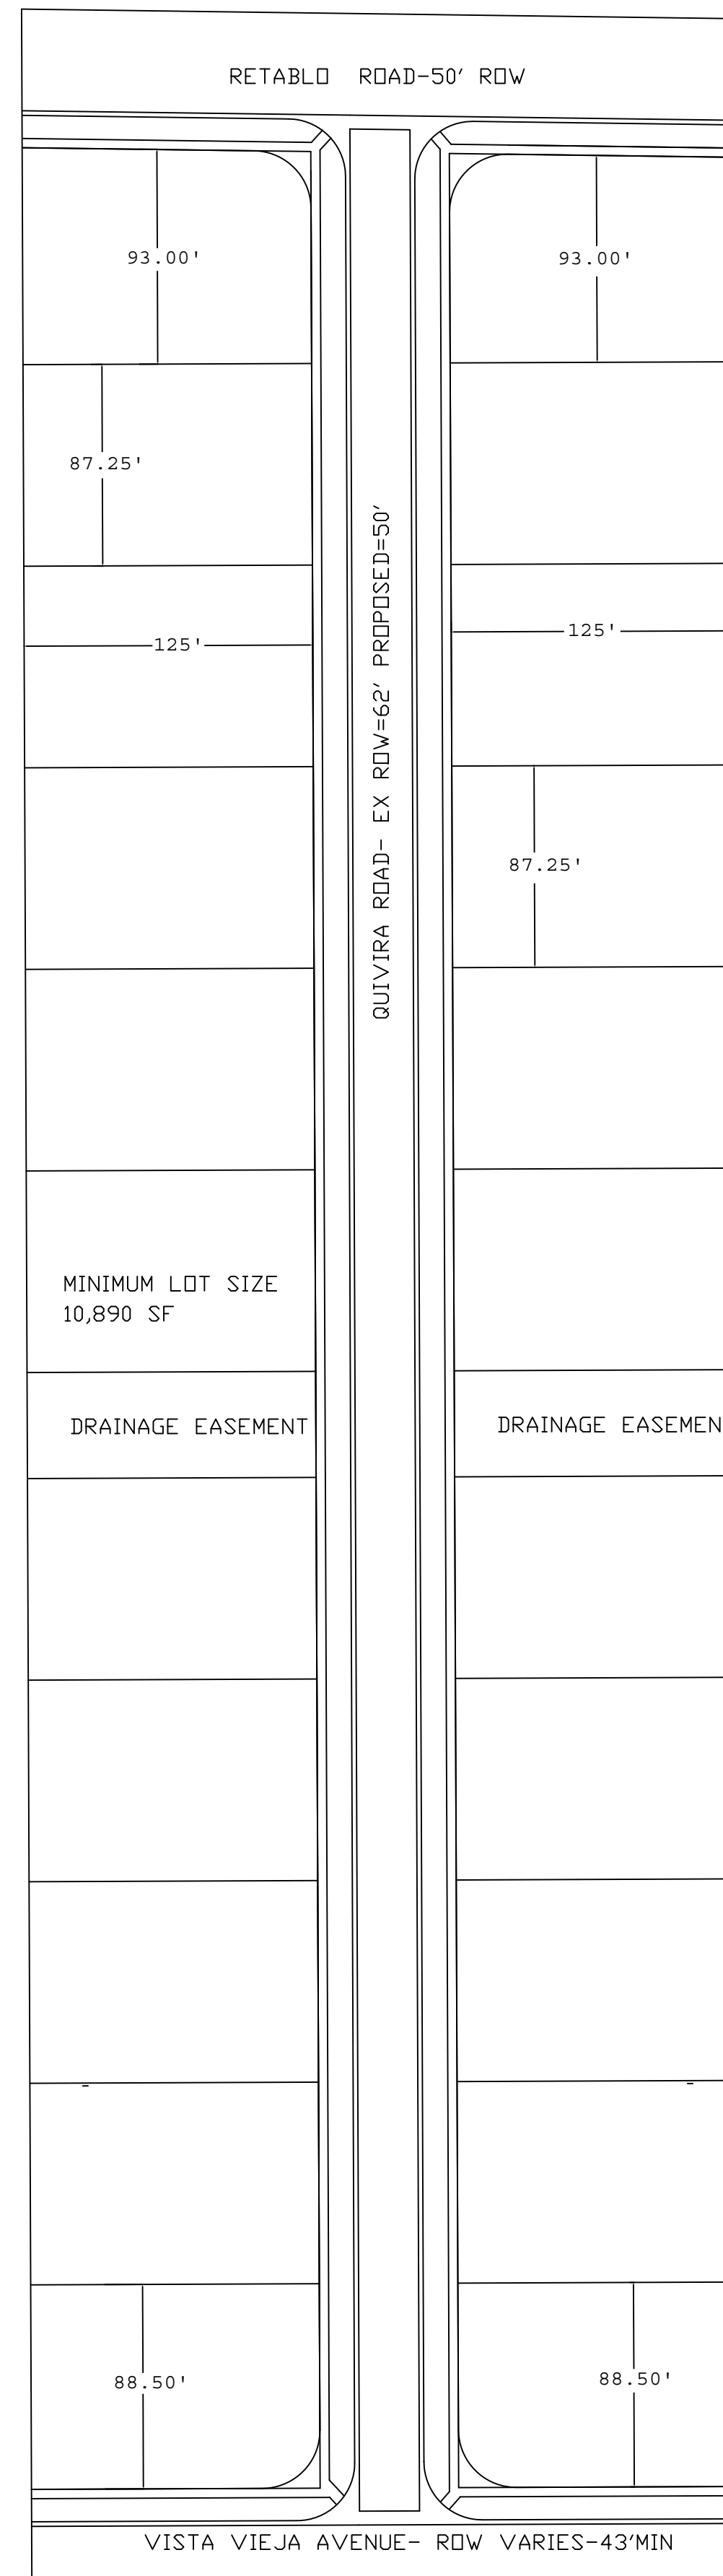 RETABLO ROAD-50' ROW
93.00'
93.00'
87.25'
QUIVIRA ROAD- EX ROW=62' PROPOSED=50'
125'
125'
87.25'
MINIMUM LOT SIZE
10,890 SF
DRAINAGE EASEMENT
DRAINAGE EASEMEN
88.50'
88.50'
VISTA VIEJA AVENUE- ROW VARIES-43'MIN